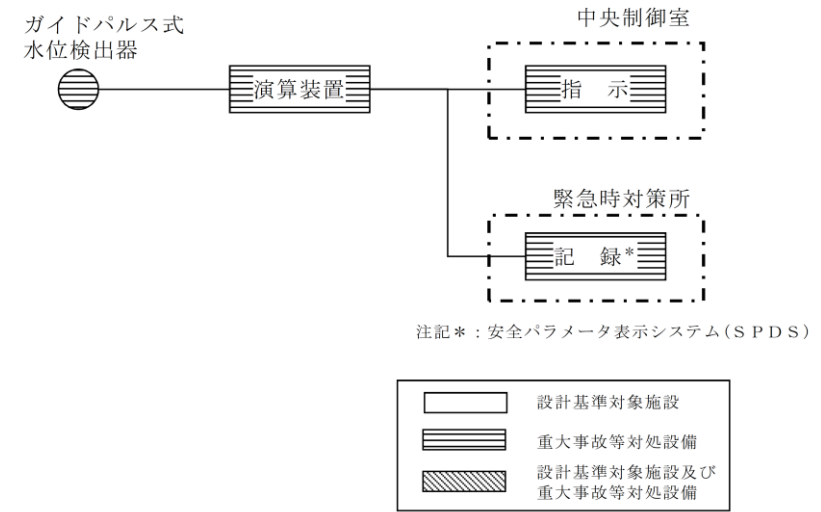 ガイドパルス式
水位検出器
中央制御室
演算装置
指　示
緊急時対策所
記　録*
注記＊：安全パラメータ表示システム（ＳＰＤＳ）
設計基準対象施設
重大事故等対処設備
設計基準対象施設及び
重大事故等対処設備